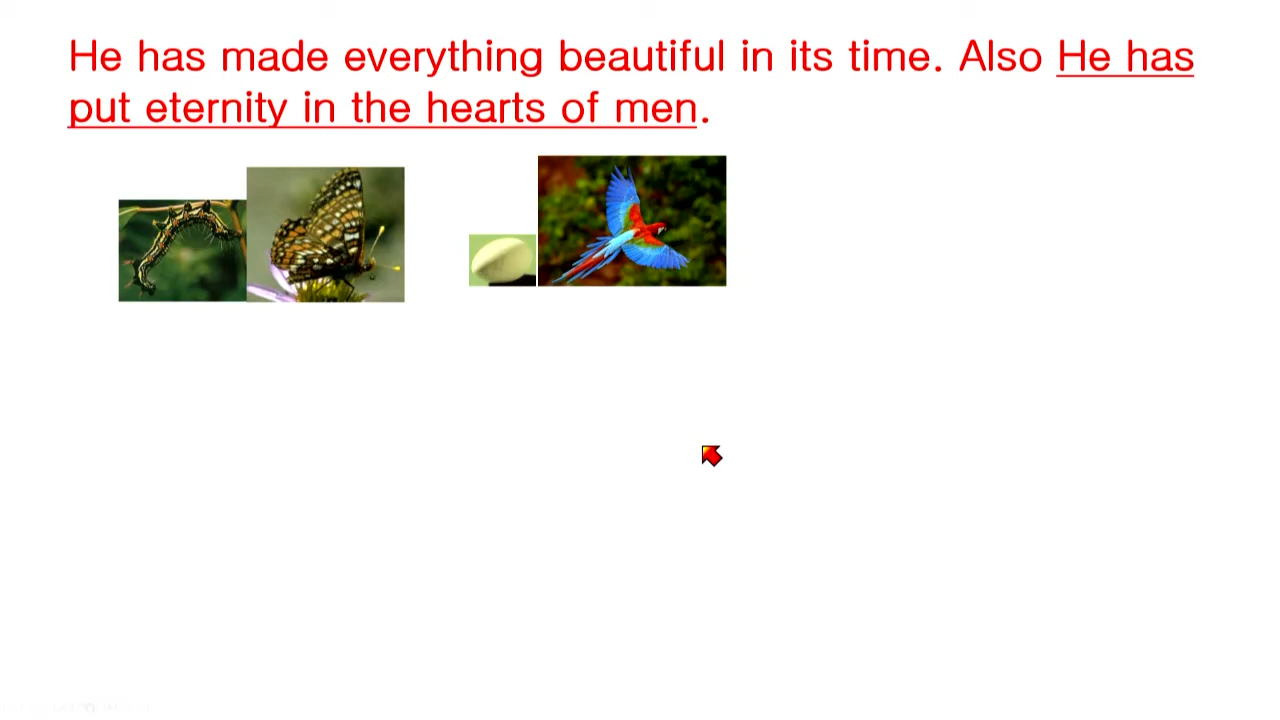 He has made everything beautiful in its time. Also He has
put eternity in the hearts of men.